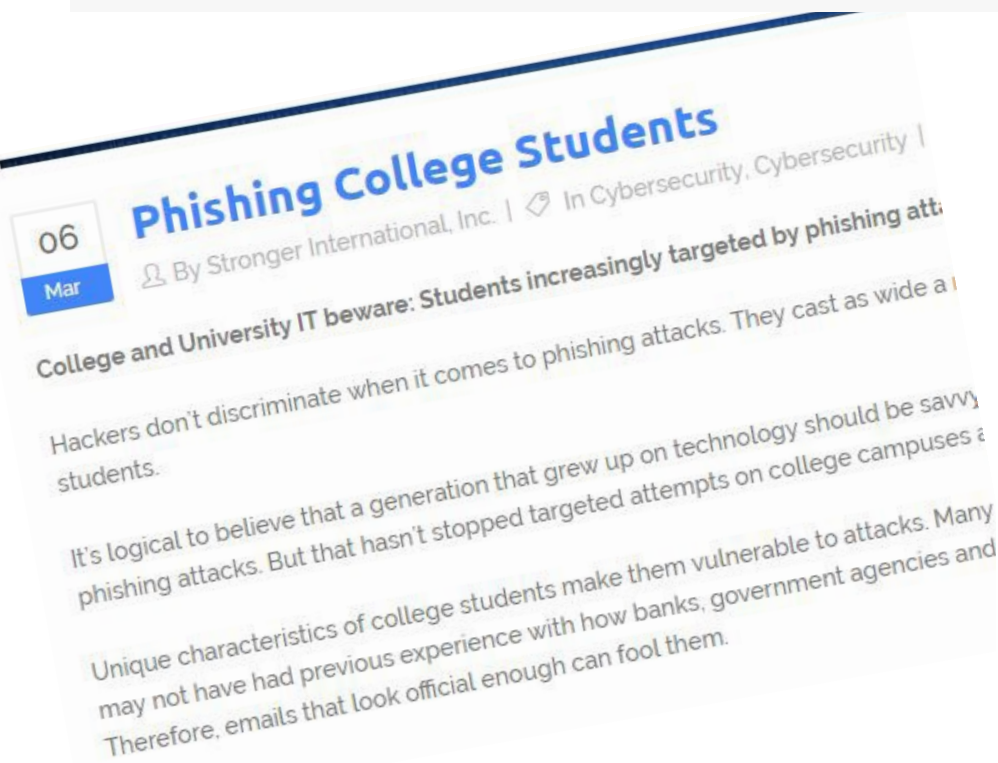 Phishing College Students
06
Mar
By Stronger International, Inc. | In Cybersecurity, Cybersecurity |
College and University IT beware: Students increasingly targeted by phishing
Hackers don't discriminate when it comes to phishing attacks. They cast as wide a
students.
It's logical to believe that a generation that grew up on technology should be savvy
phishing attacks. But that hasn't stopped targeted attempts on college campuses
Unique characteristics of college students make them vulnerable to attacks. Many
may not have had previous experience with how banks, government agencies and
Therefore, emails that look official enough can fool them.